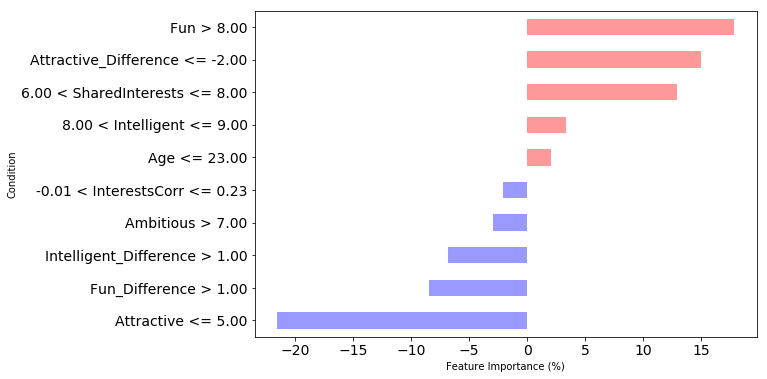 Fun > 8.00
Attractive_Difference <= -2.00
6.00 < SharedInterests <= 8.00
8.00 < Intelligent <= 9.00
Age <= 23.00
-0.01 < InterestsCorr <= 0.23
Ambitious > 7.00
Intelligent_Difference > 1.00
Fun_Difference > 1.00
Attractive <= 5.00
Condition
−20 −15 −10 −5 0 5 10 15
Feature Importance (%)